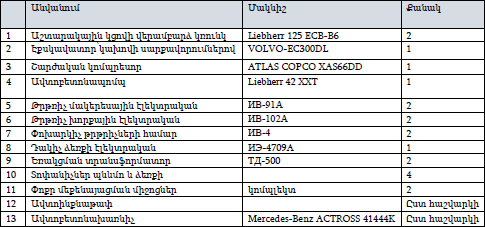 Անվանում Մակնիշ Քանակ
1 Աշտարակային կցովի վերամբարձ կռունկ Liebherr 125 ECB-B6 2
2 Էքսկավատոր կախովի սարքավորումներով VOLVO-EC300DL 1
3 Շարժական կոմպրեսոր ATLAS COPCO XAS66DD 1
4 Ավտոբետոնապոմպ Liebherr 42 XXT 1
5 Թրթռիչ մակերեսային էլեկտրական ИВ-91А 2
6 Թրթռիչ խորքային էլեկտրական ИВ-102А 2
7 Փոխարկիչ թրթռիչների համար ИВ-4 2
8 Դակիչ ձեռքի էլեկտրական ИЭ-4709А 1
9 Եռակցման տրանսֆորմատոր ТД-500 2
10 Տոփանիչներ պնևմո և ձեռքի 4
11 Փոքր մեքենայացման միջոցներ կոմպլեկտ 2
12 Ավտոինքնաթափ Ըստ հաշվարկի
13 Ավտոբետոնախառնիչ Mercedes-Benz ACTROSS 41444K Ըստ հաշվարկի